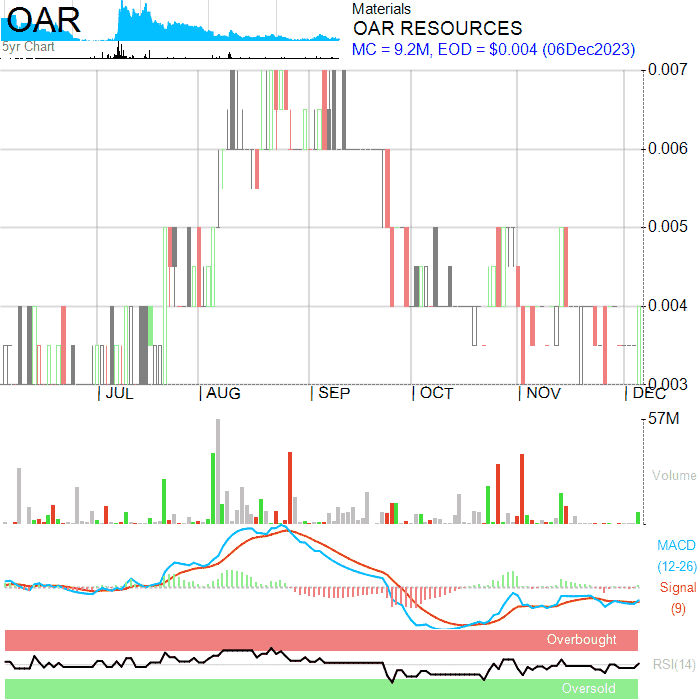 OAR
5yr Chart
Materials
OAR RESOURCES
MC = 9.2M, EOD = $0.004 (06Dec2023)
0.007
0.006
0.005
0.004
0.003
JUL AUG SEP OCT NOV DEC
57M
Volume
MACD
(12-26)
Signal
(9)
Overbought
RSI(14)
Oversold